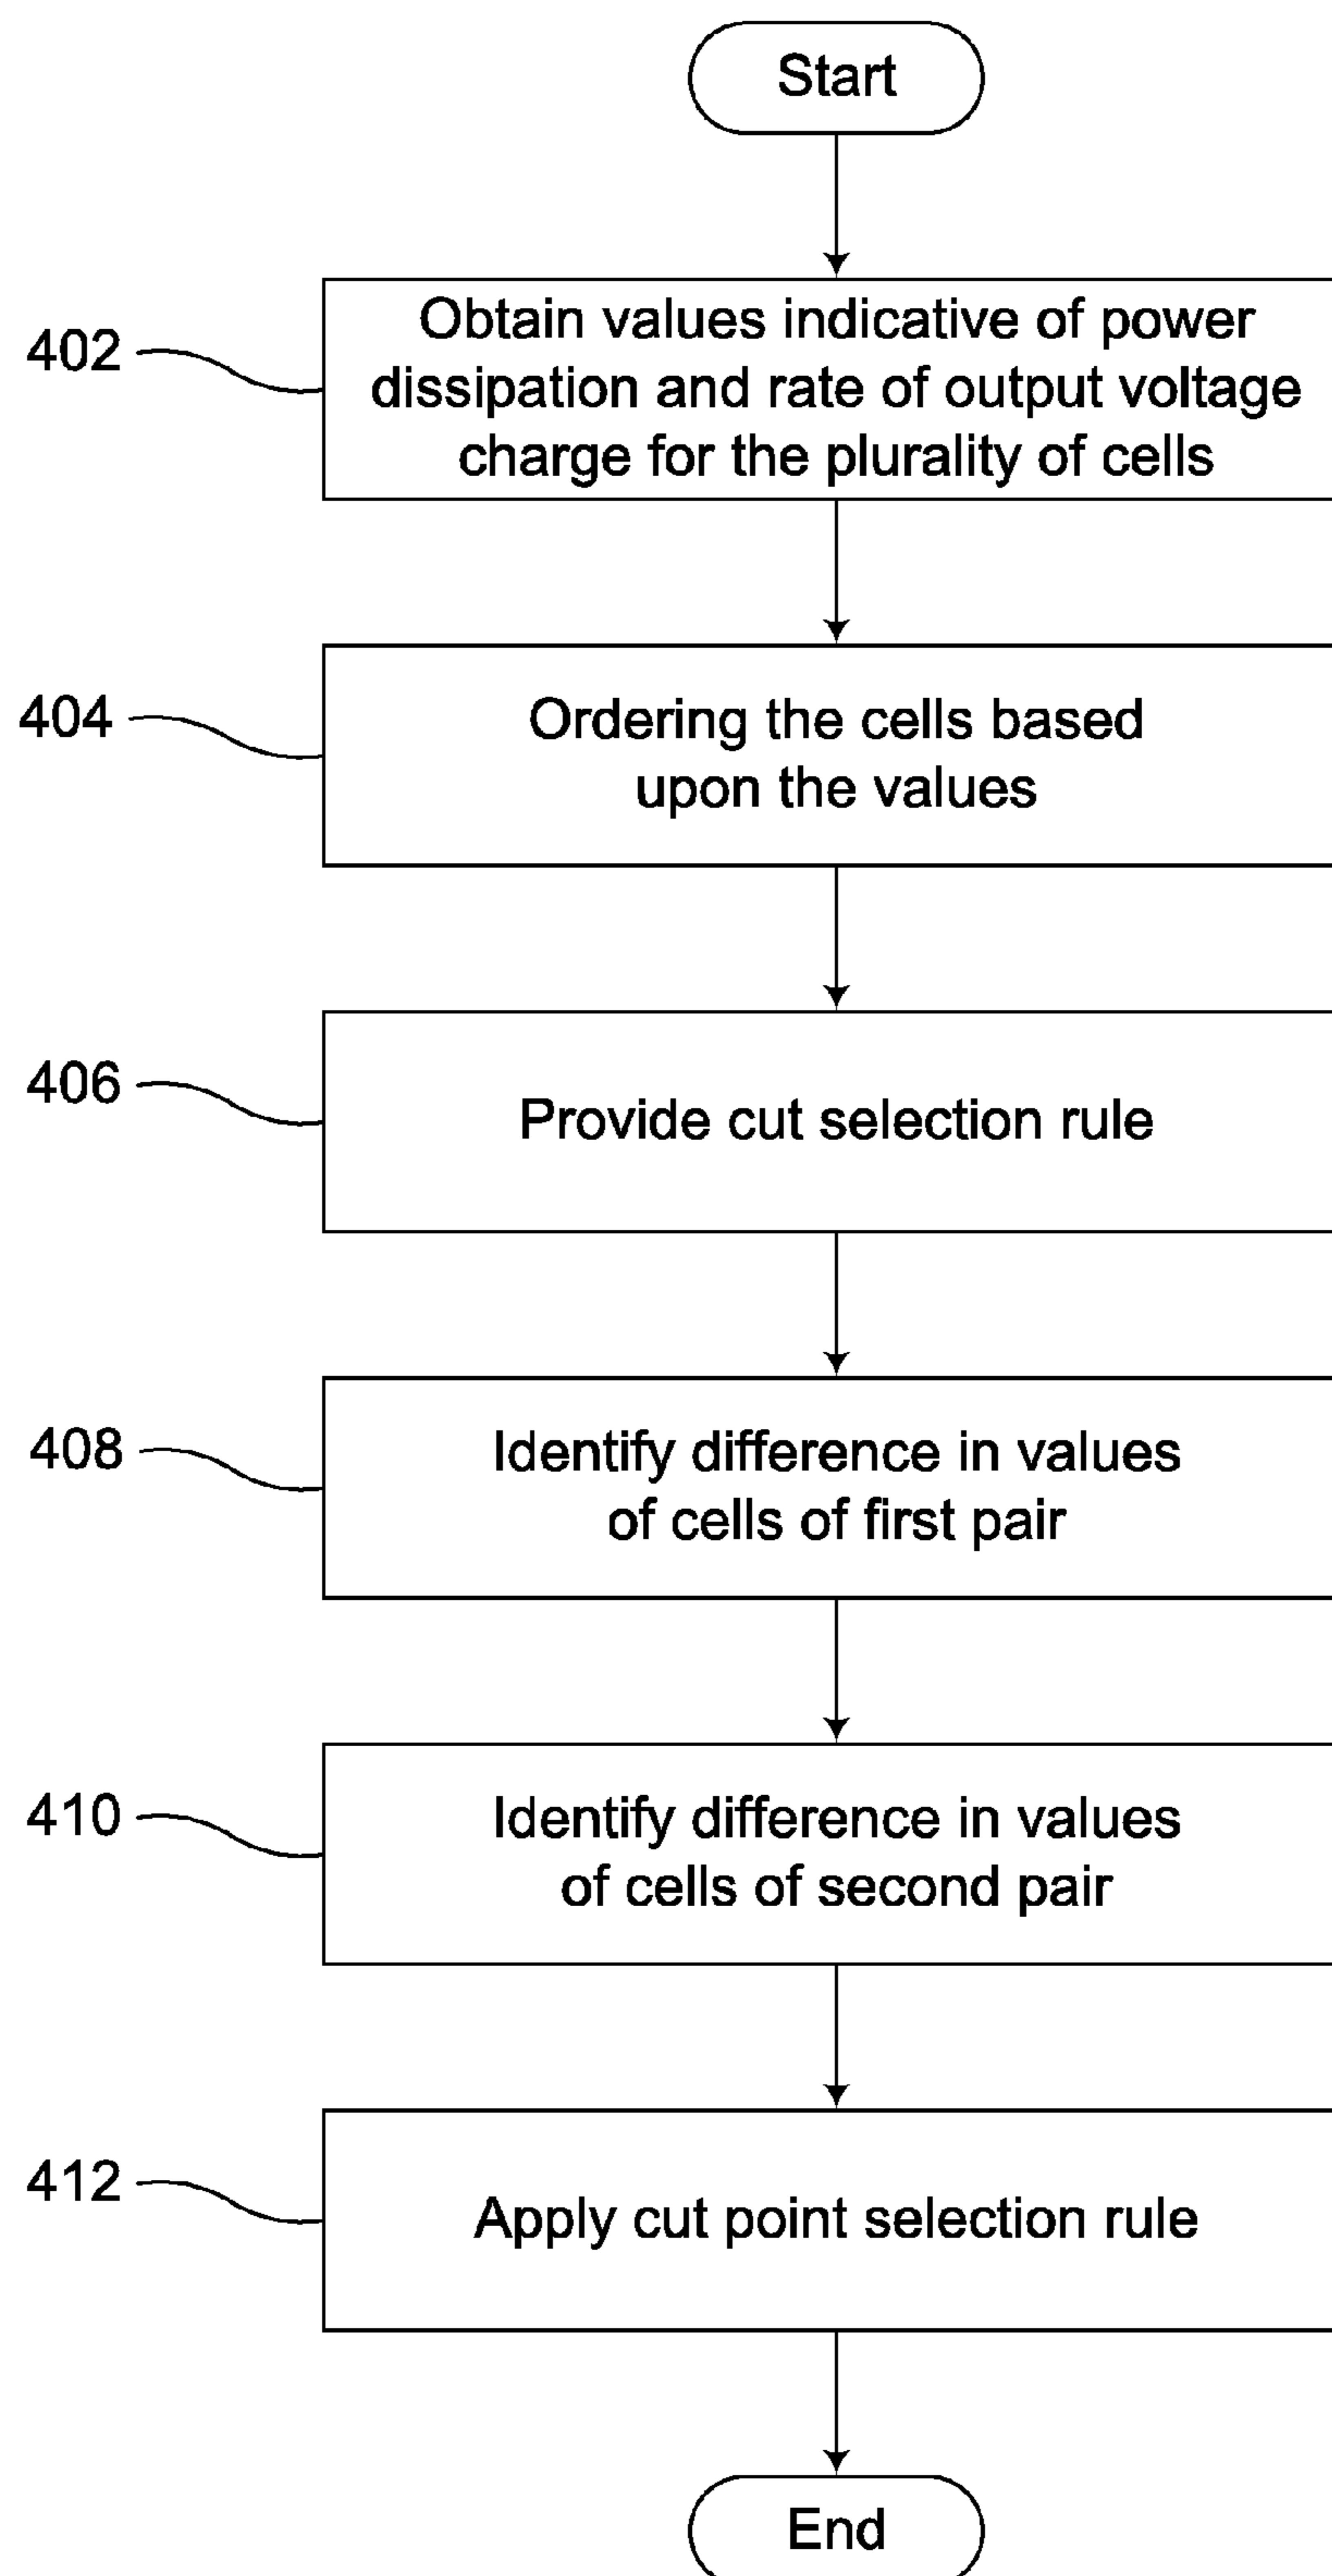 Start
402
Obtain values indicative of power
dissipation and rate of output voltage
charge for the plurality of cells
404
Ordering the cells based
upon the values
406
Provide cut selection rule
408
Identify difference in values
of cells of first pair
410
Identify difference in values
of cells of second pair
412
Apply cut point selection rule
End